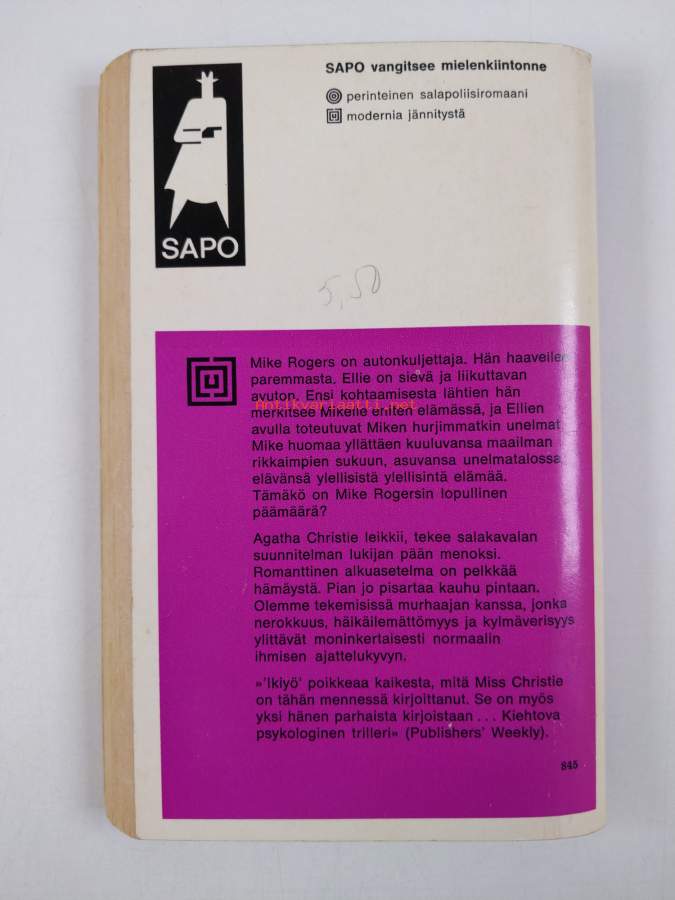 SAPO
SAPO vangitsee mielenkiintonne
perinteinen salapoliisiromaani
modernia jännitystä
5,50
Mike Rogers on autonkuljettaja. Hän haaveilee
paremmasta. Ellie on sievä ja liikuttavan
avuton. Ensi kohtaamisesta lähtien hän
Antikvariaatti.net
merkitsee Mikelle eniten elämässä, ja Ellien
avulla toteutuvat Miken hurjimmatkin unelmat
Mike huomaa yllättäen kuuluvansa maailman
rikkaimpien sukuun, asuvansa unelmatalossa,
elävänsä ylellisistä ylellisintä elämää.
Tämäkö on Mike Rogersin lopullinen
päämäärä?
Agatha Christie leikkii, tekee salakavalan
suunnitelman lukijan pään menoksi.
Romanttinen alkuasetelma on pelkkää
hämäystä. Pian jo pisartaa kauhu pintaan.
Olemme tekemisissä murhaajan kanssa, jonka
nerokkuus, häikäilemättömyys ja kylmäverisyys
ylittävät moninkertaisesti normaalin
ihmisen ajattelukyvyn.
»'Ikiyö' poikkeaa kaikesta, mitä Miss Christie
on tähän mennessä kirjoittanut. Se on myös
yksi hänen parhaista kirjoistaan ... Kiehtova
psykologinen trilleri» (Publishers' Weekly).
845